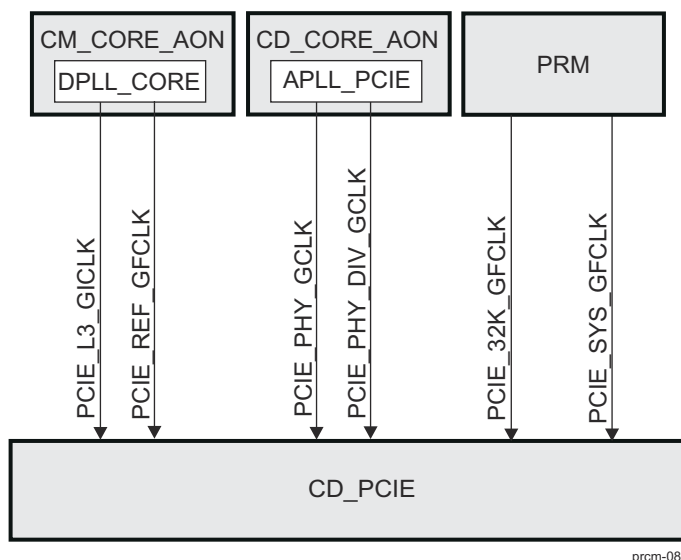 CM_CORE_AON
DPLL_CORE
CD_CORE_AON
APLL_PCIE
PRM
PCIE_L3_GICLK
PCIE_REF_GFCLK
PCIE_PHY_GCLK
PCIE_PHY_DIV_GCLK
PCIE_32K_GFCLK
PCIE_SYS_GFCLK
CD_PCIE
prcm-08